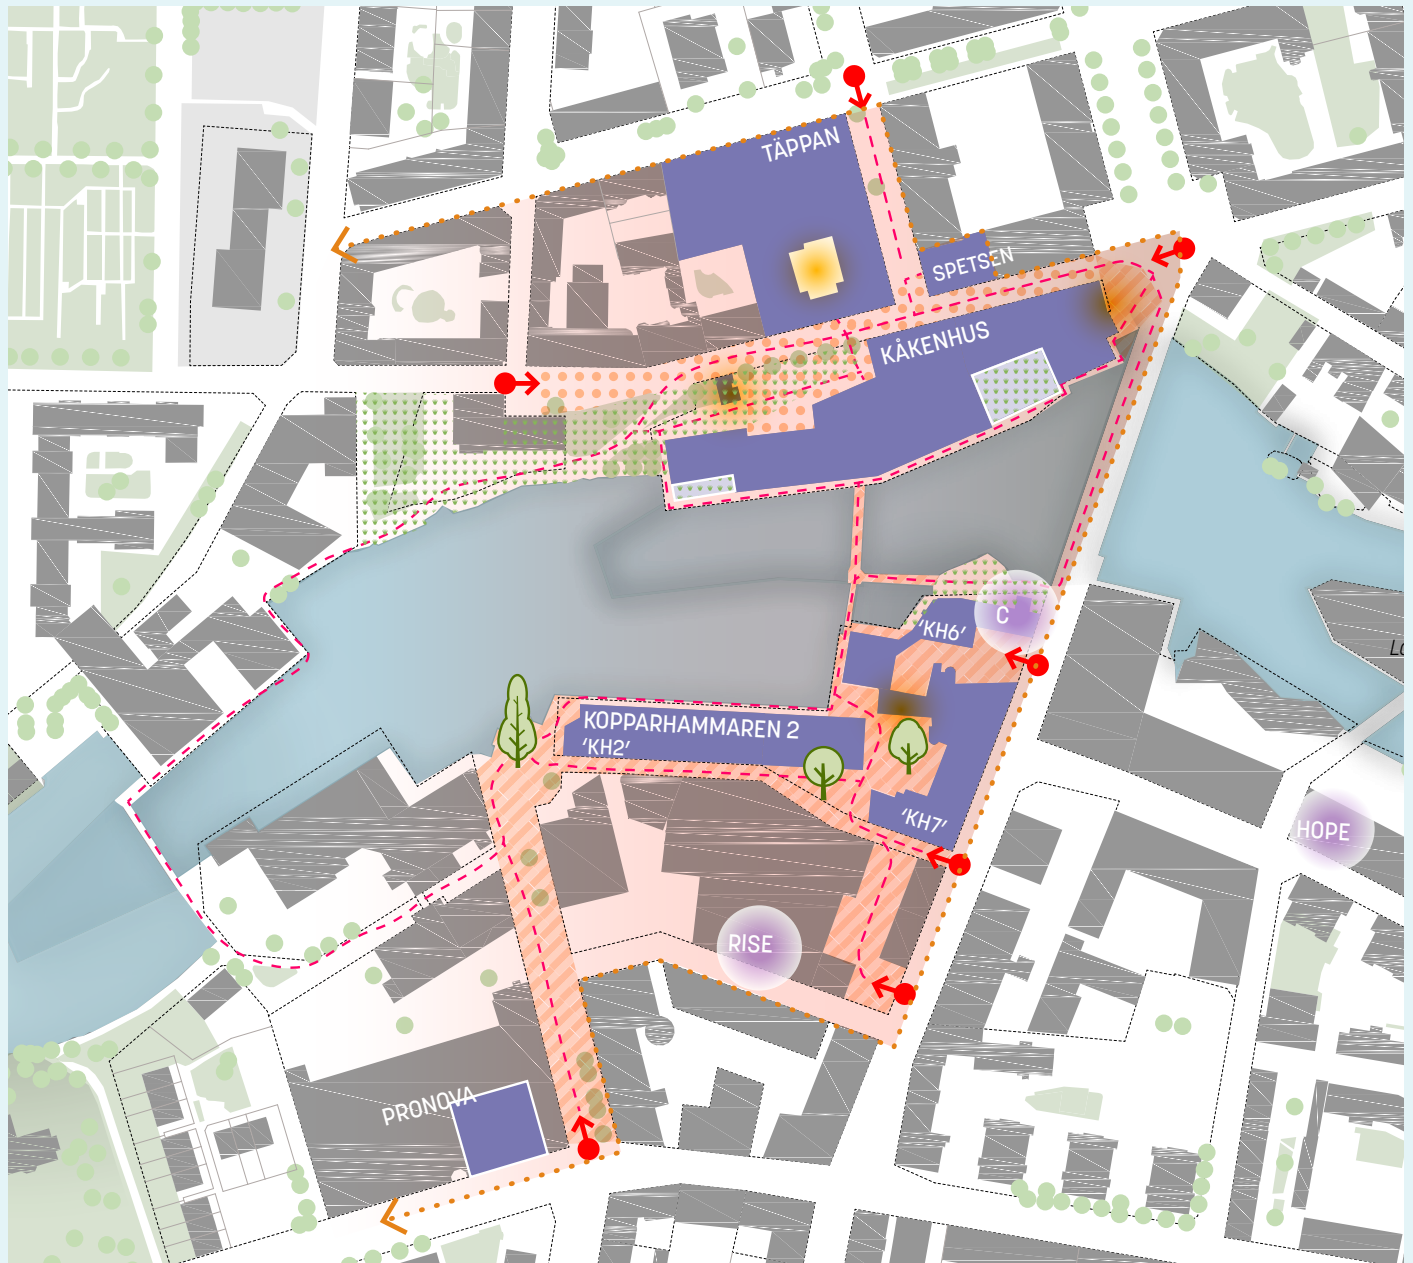 TÄPPAN
SPETSEN
KÅKENHUS
C
'KH6'
KOPPARHAMMAREN 2
'KH2'
'KH7'
HOPE
RISE
PRONOVA